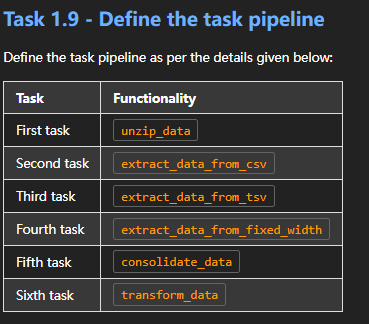 Task 1.9 - Define the task pipeline
Define the task pipeline as per the details given below:
Task Functionality
First task unzip_data
Second task extract_data_from_csv
Third task extract_data_from_tsv
Fourth task extract_data_from_fixed_width
Fifth task consolidate_data
Sixth task transform_data